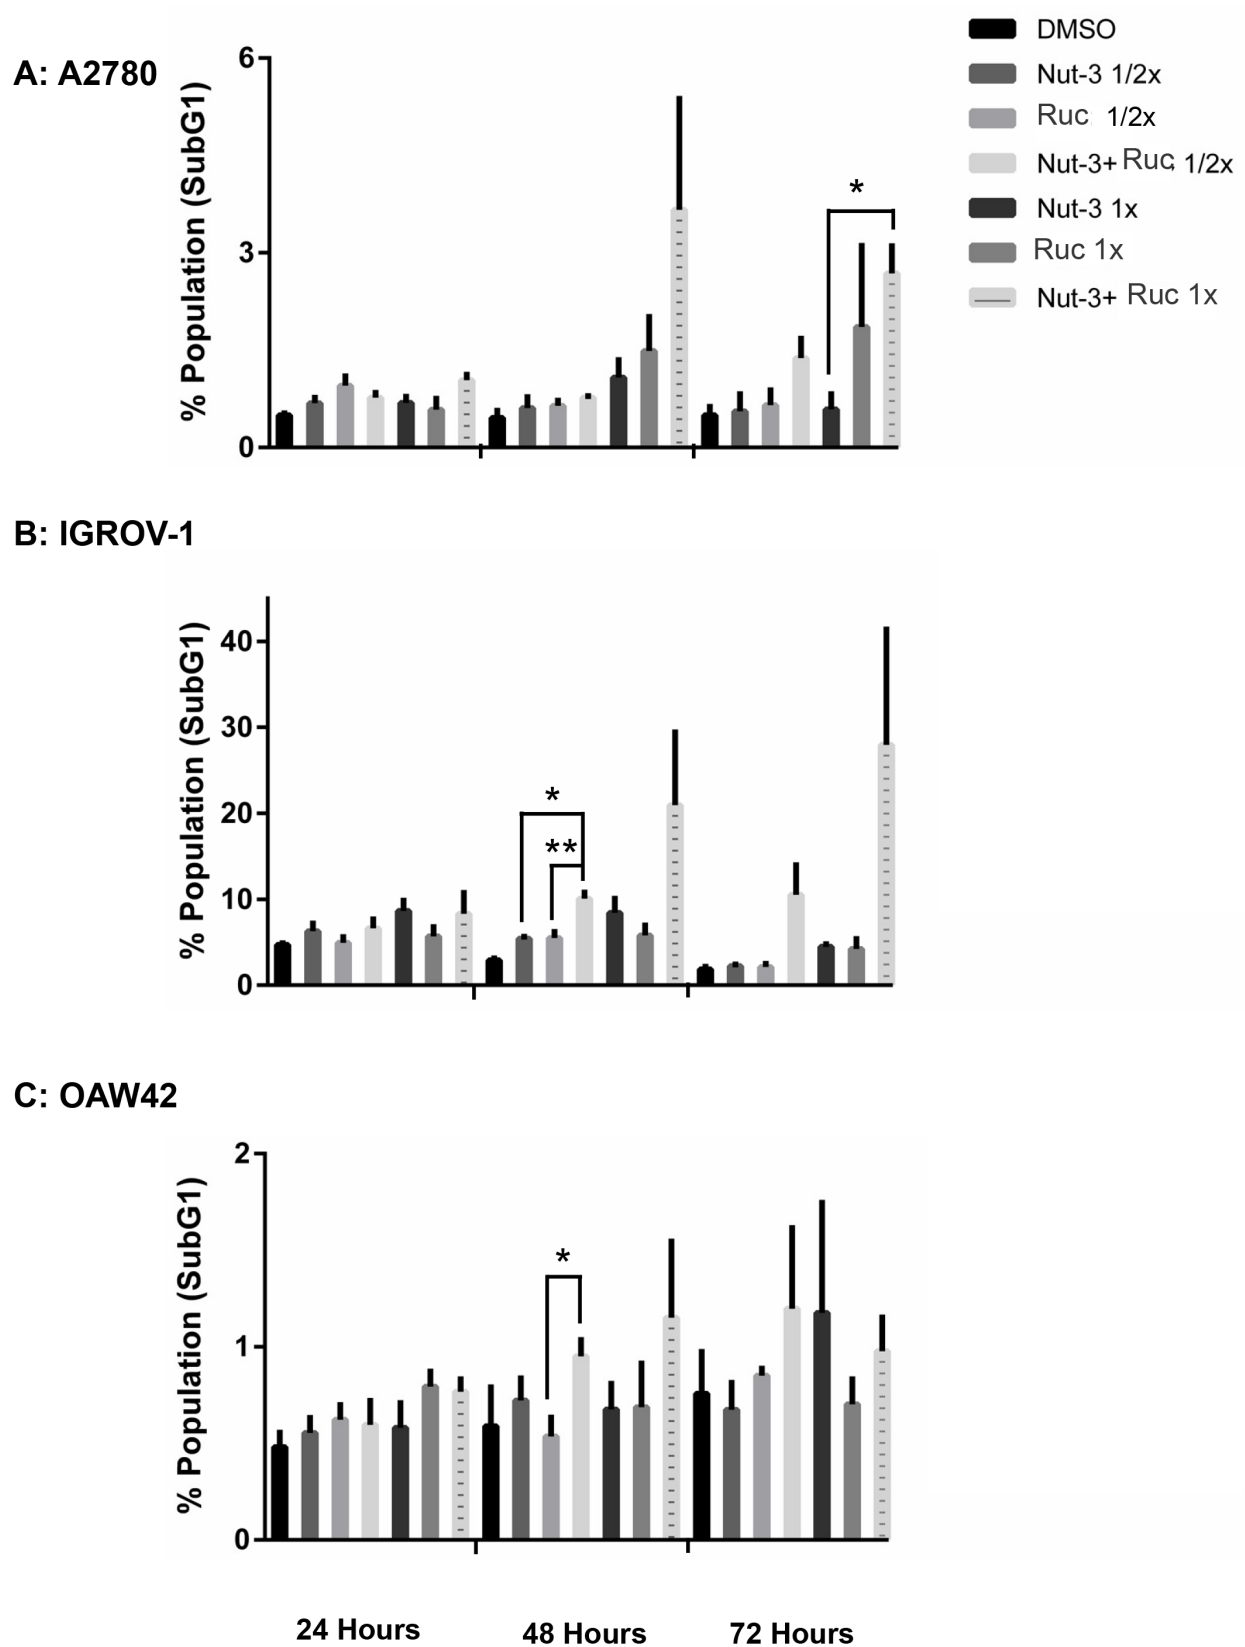 A: A2780
% Population (SubG1)
6
3
0
*
DMSO
Nut-3 1/2x
Ruc 1/2x
Nut-3+ Ruc 1/2x
Nut-3 1x
Ruc 1x
Nut-3+ Ruc 1x
B: IGROV-1
% Population (SubG1)
40
30
20
10
0
*
**
C: OAW42
% Population (SubG1)
2
1
0
*
24 Hours
48 Hours
72 Hours